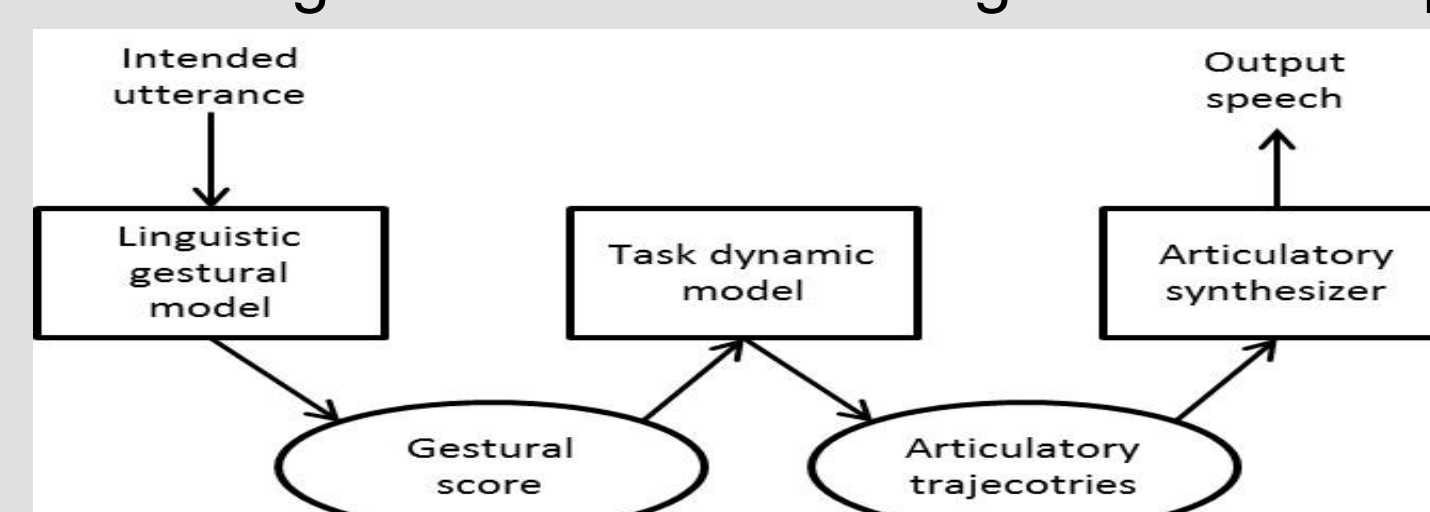 Intended
utterance
Output
speech
Linguistic
gestural
model
Task dynamic
model
Articulatory
synthesizer
Gestural
score
Articulatory
trajecotries